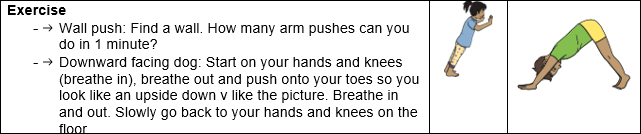 Exercise
- → Wall push: Find a wall. How many arm pushes can you
do in 1 minute?
- → Downward facing dog: Start on your hands and knees
(breathe in), breathe out and push onto your toes so you
look like an upside down v like the picture. Breathe in
and out. Slowly go back to your hands and knees on the
floor